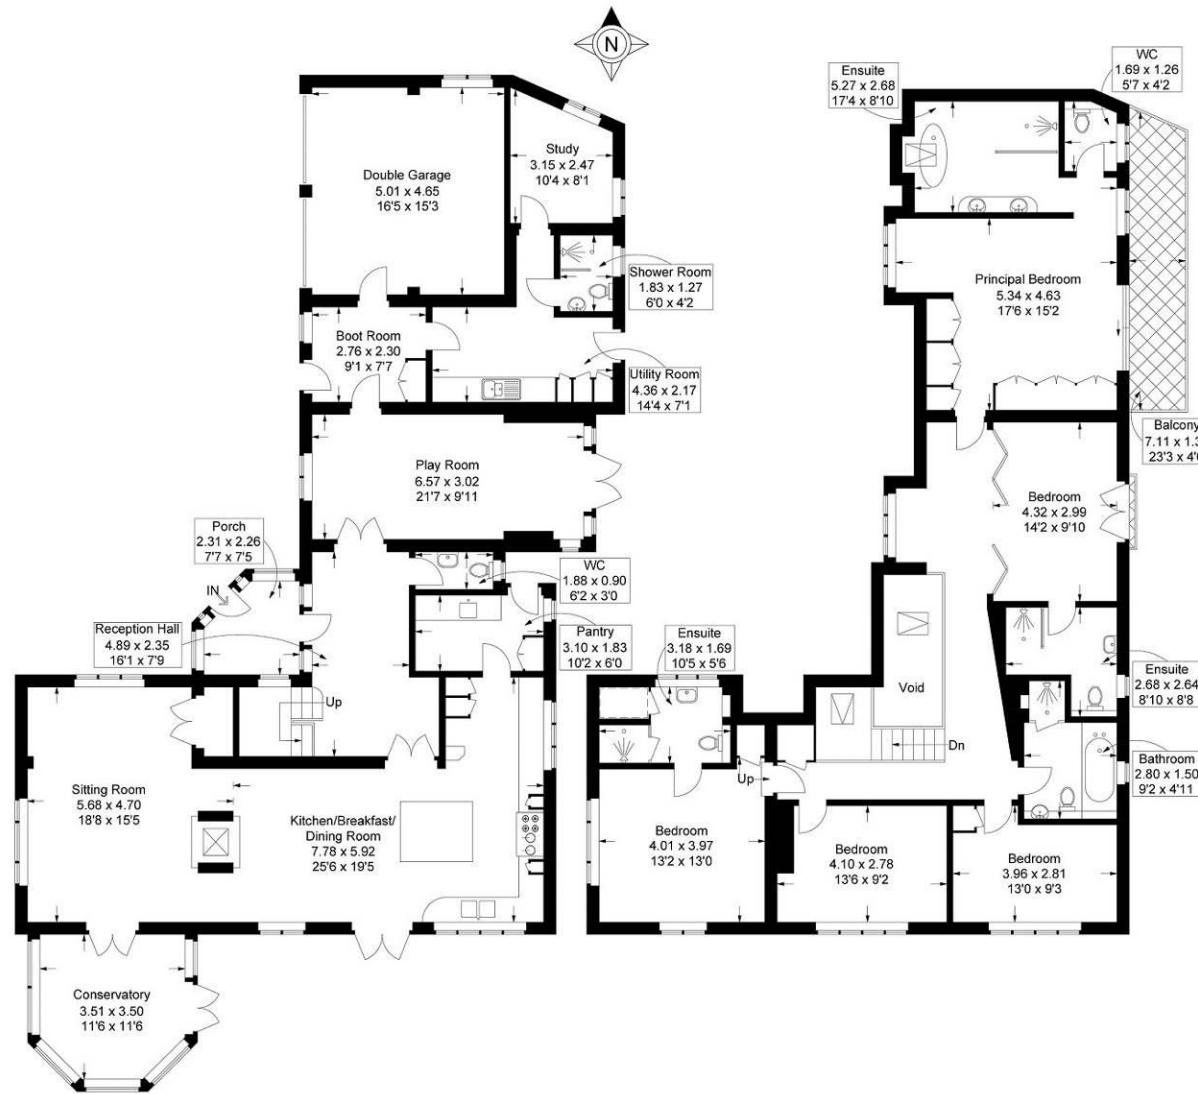 N
Double Garage
5.01 x 4.65
16'5 x 15'3
Study
3.15 x 2.47
10'4 x 8'1
Shower Room
1.83 x 1.27
6'0 x 4'2
Boot Room
2.76 x 2.30
9'1 x 7'7
Utility Room
4.36 x 2.17
14'4 x 7'1
Play Room
6.57 x 3.02
21'7 x 9'11
Porch
2.31 x 2.26
7'7 x 7'5
IN
WC
1.88 x 0.90
6'2 x 3'0
Reception Hall
4.89 x 2.35
16'1 x 7'9
Pantry
3.10 x 1.83
10'2 x 6'0
Up
Sitting Room
5.68 x 4.70
18'8 x 15'5
Kitchen/Breakfast/
Dining Room
7.78 x 5.92
25'6 x 19'5
Conservatory
3.51 x 3.50
11'6 x 11'6
Ensuite
5.27 x 2.68
17'4 x 8'10
WC
1.69 x 1.26
5'7 x 4'2
Principal Bedroom
5.34 x 4.63
17'6 x 15'2
Balcony
7.11 x 1.3
23'3 x 4'
Bedroom
4.32 x 2.99
14'2 x 9'10
Ensuite
3.18 x 1.69
10'5 x 5'6
Void
Ensuite
2.68 x 2.64
8'10 x 8'8
Dn
Up
Bathroom
2.80 x 1.50
9'2 x 4'11
Bedroom
4.01 x 3.97
13'2 x 13'0
Bedroom
4.10 x 2.78
13'6 x 9'2
Bedroom
3.96 x 2.81
13'0 x 9'3